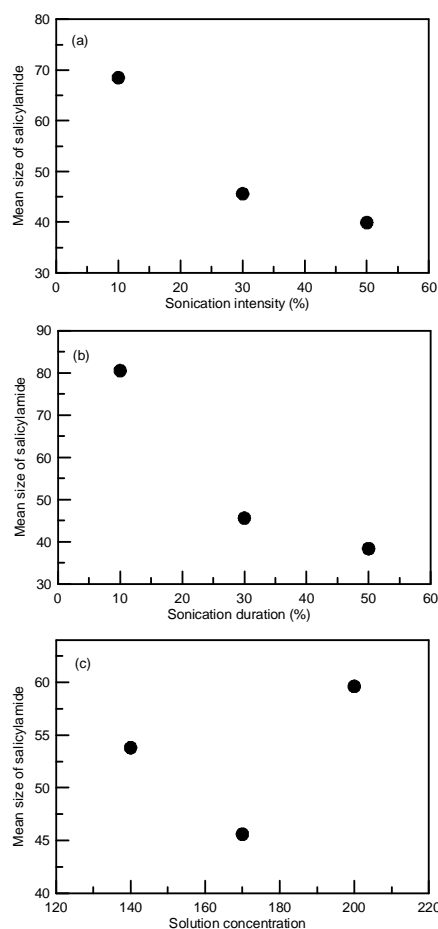 (a)
80
70
60
50
40
30
Mean size of salicylamide
0 10 20 30 40 50 60
Sonication intensity (%)
(b)
90
80
70
60
50
40
30
Mean size of salicylamide
0 10 20 30 40 50 60
Sonication duration (%)
(c)
60
55
50
45
40
Mean size of salicylamide
120 140 160 180 200 220
Solution concentration